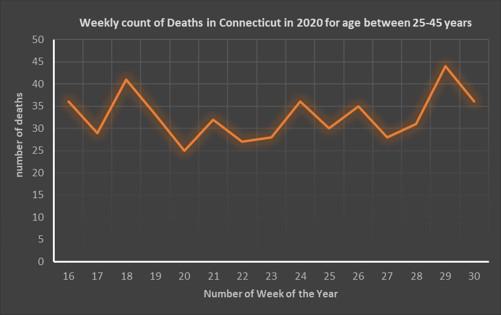 Weekly count of Deaths in Connecticut in 2020 for age between 25-45 years
number of deaths
50
45
40
35
30
25
20
15
10
5
0
16 17 18 19 20 21 22 23 24 25 26 27 28 29 30
Number of Week of the Year